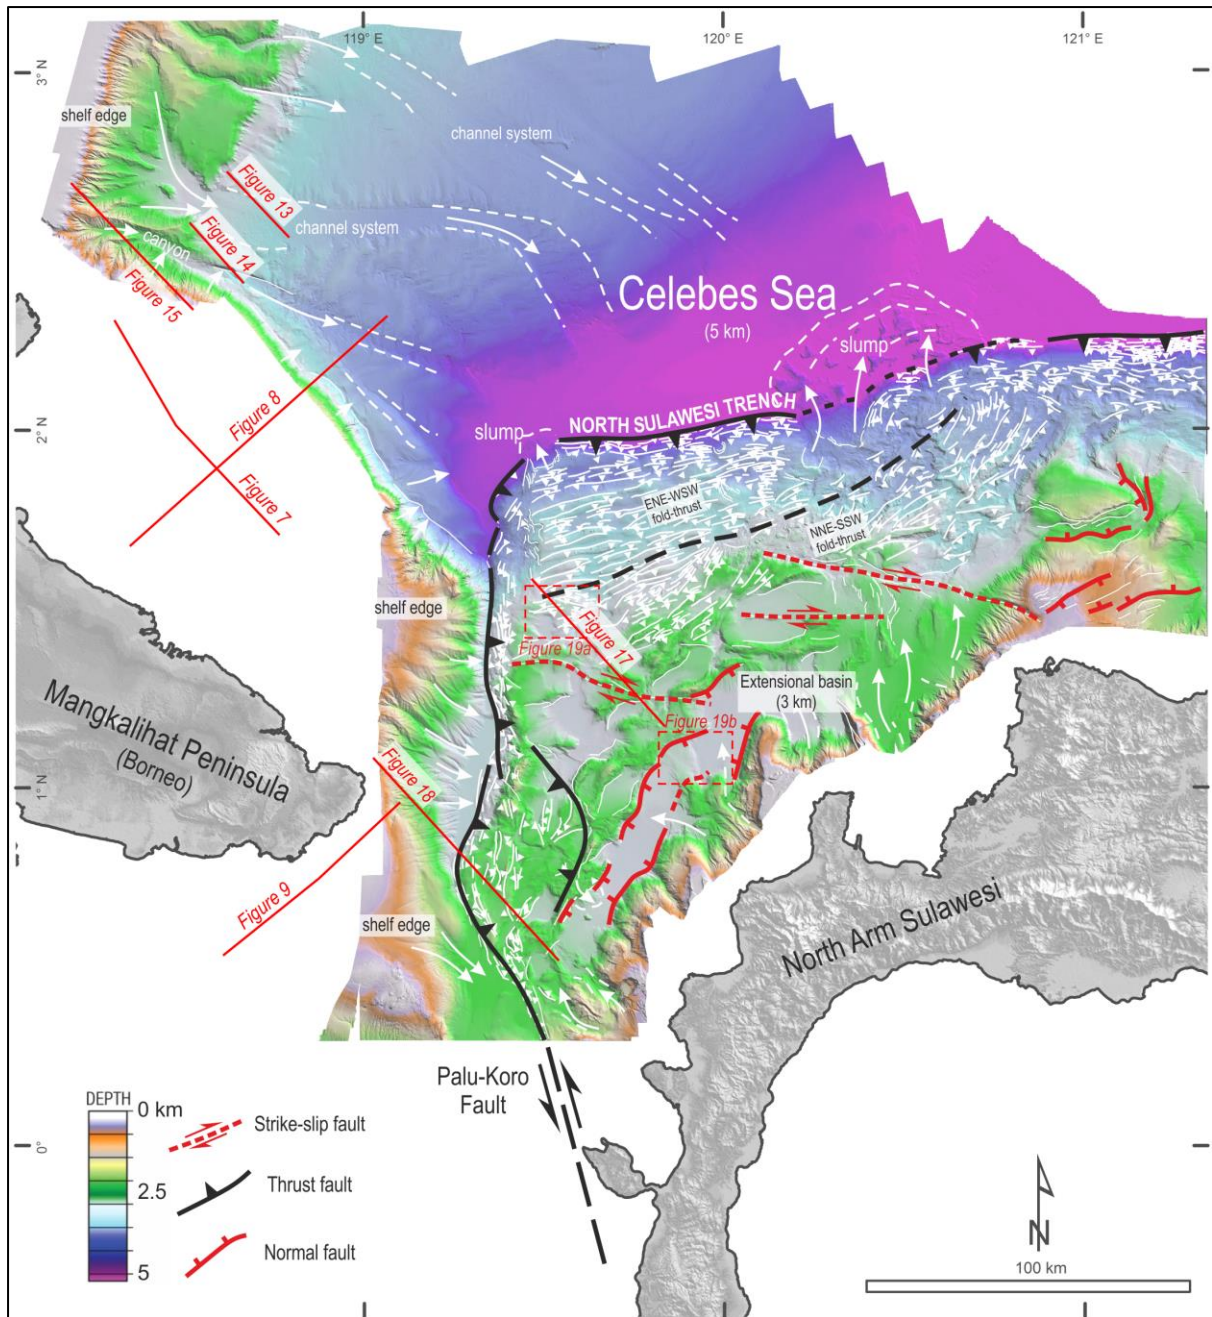 119° E
120° E
121° E
3° N
shelf edge
channel system
Figure 13
channel system
Figure 14
canyon
Figure 15
Celebes Sea
(5 km)
slump
Figure 8
2° N
NORTH SULAWESI TRENCH
slump
Figure 7
ENE-WSW
fold-thrust
NNE-SSW
fold-thrust
shelf edge
Figure 17
Figure 19a
Extensional basin
(3 km)
Figure 19b
Mangkalihat Peninsula
(Borneo)
1° N
Figure 18
Figure 9
shelf edge
North Arm Sulawesi
Palu-Koro
Fault
DEPTH
0 km
2.5
5
Strike-slip fault
Thrust fault
Normal fault
0°
N
100 km